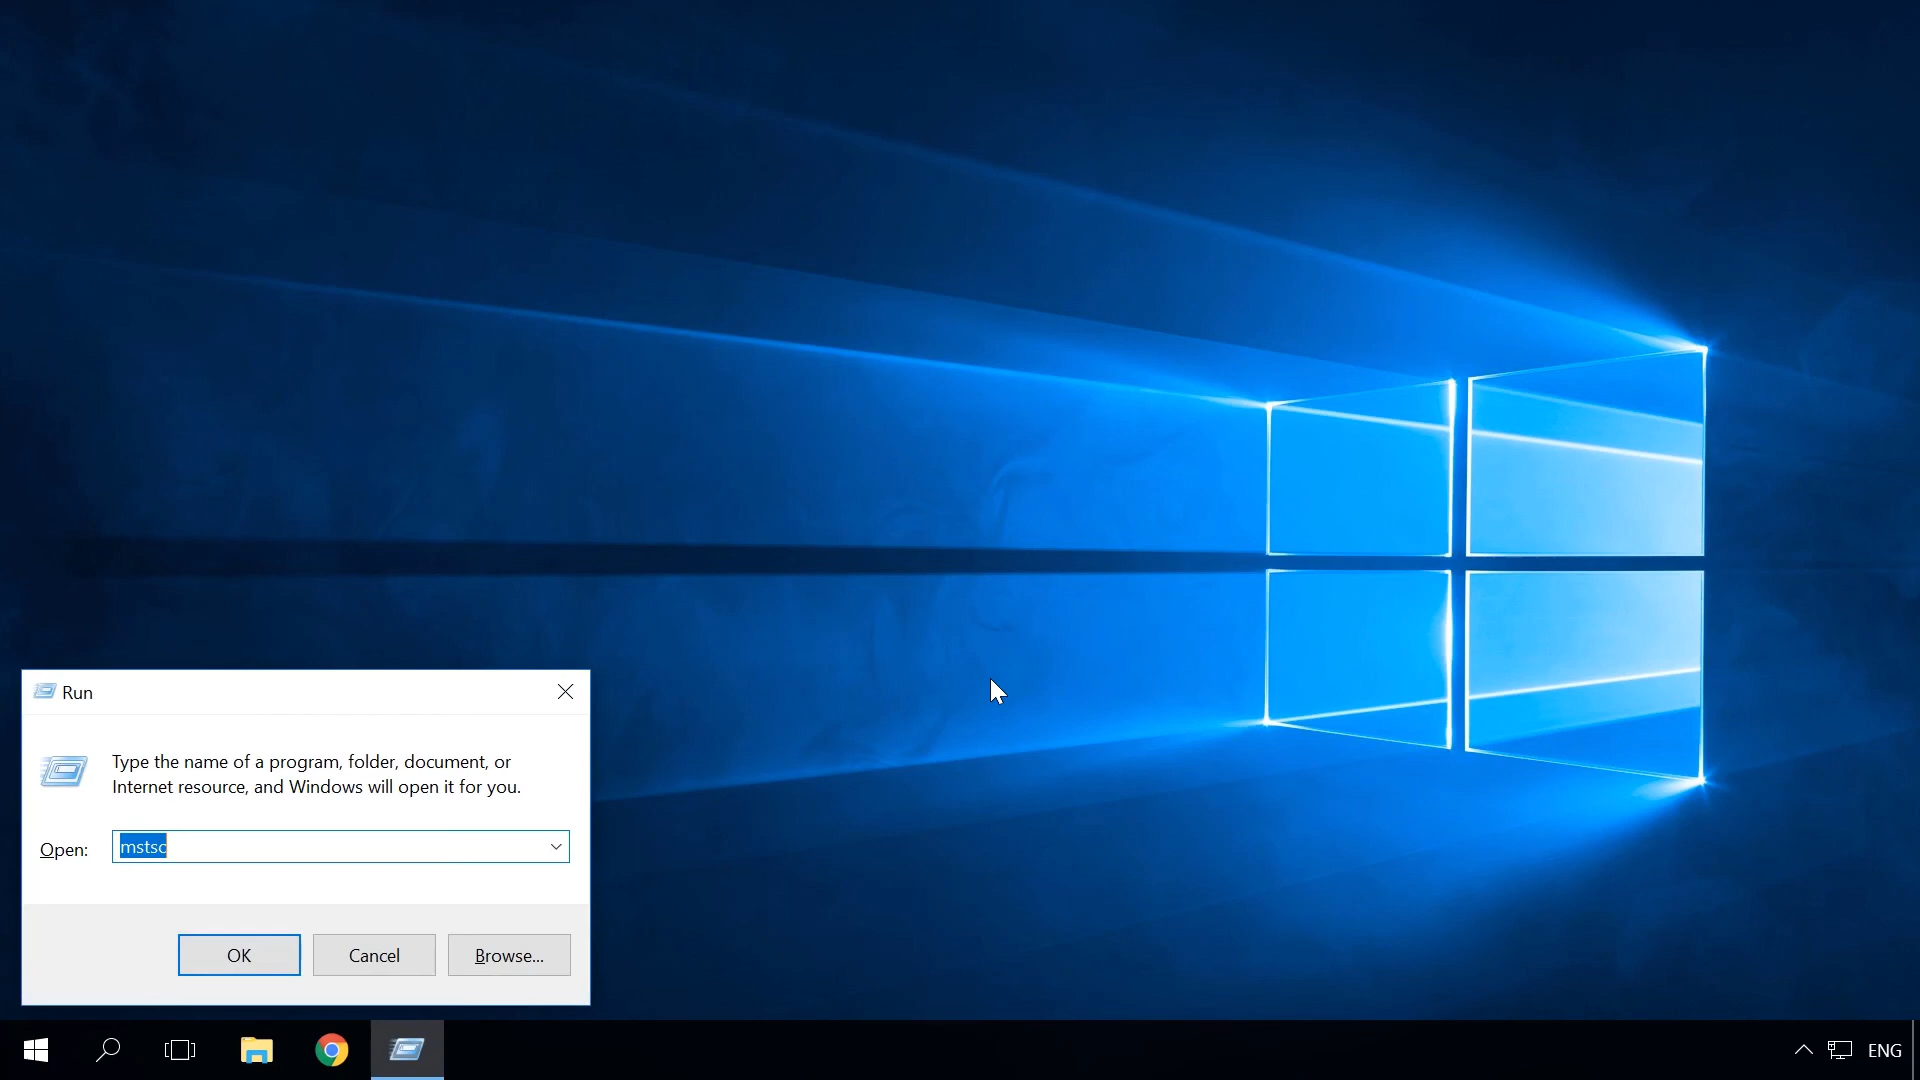 Run
Type the name of a program, folder, document, or
Internet resource, and Windows will open it for you.
Open:
mstsc
OK
Cancel
Browse...
ENG